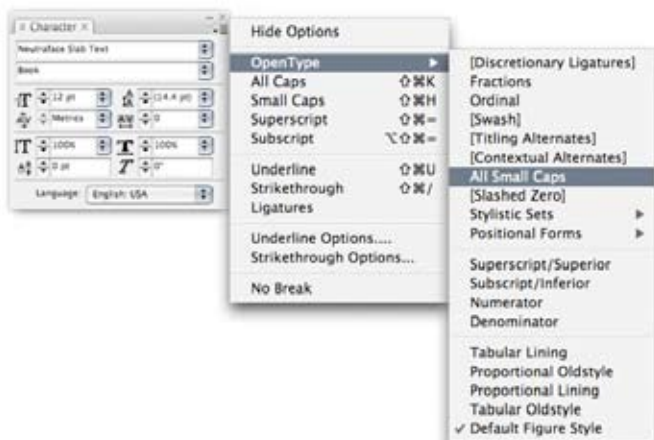 Character ×
Neutraface Slab Text
Book
12 pt
(14.4 pt)
Metrics
0
100%
100%
0 pt
0°
Language: English: USA
Hide Options
OpenType
All Caps ⇧⌘K
Small Caps ⇧⌘H
Superscript ⇧⌘=
Subscript ⌥⇧⌘=
Underline ⇧⌘U
Strikethrough ⇧⌘/
Ligatures
Underline Options....
Strikethrough Options...
No Break
[Discretionary Ligatures]
Fractions
Ordinal
[Swash]
[Titling Alternates]
[Contextual Alternates]
All Small Caps
[Slashed Zero]
Stylistic Sets
Positional Forms
Superscript/Superior
Subscript/Inferior
Numerator
Denominator
Tabular Lining
Proportional Oldstyle
Proportional Lining
Tabular Oldstyle
✓ Default Figure Style